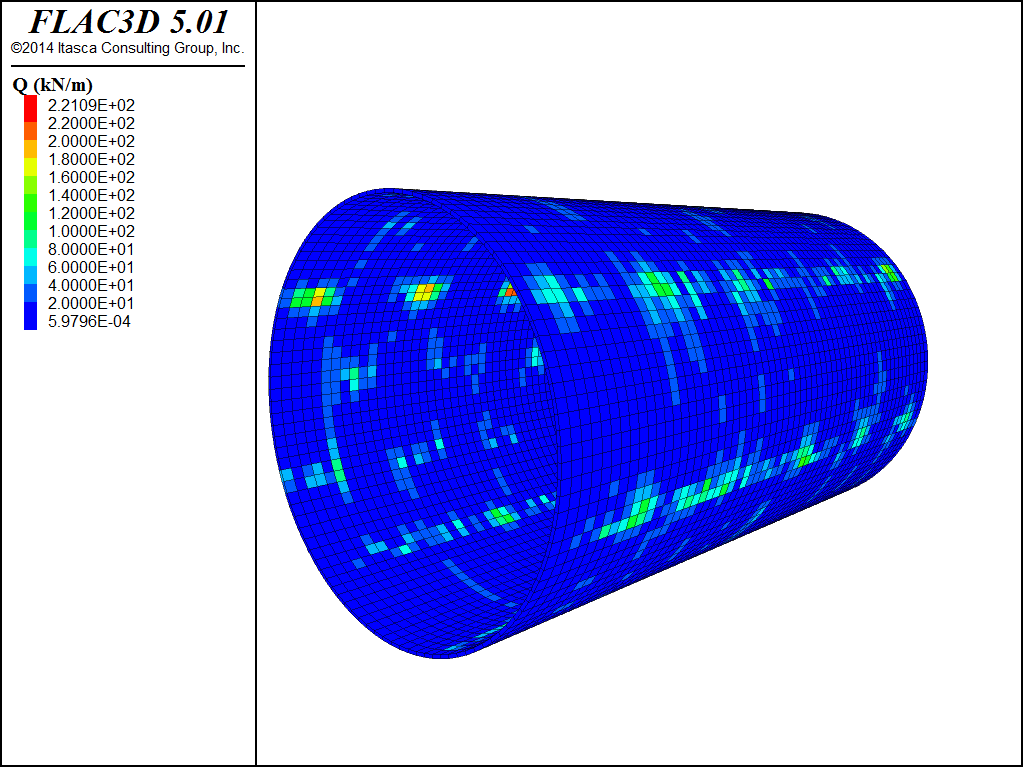 FLAC3D 5.01
©2014 Itasca Consulting Group, Inc.
Q (kN/m)
2.2109E+02
2.2000E+02
2.0000E+02
1.8000E+02
1.6000E+02
1.4000E+02
1.2000E+02
1.0000E+02
8.0000E+01
6.0000E+01
4.0000E+01
2.0000E+01
5.9796E-04